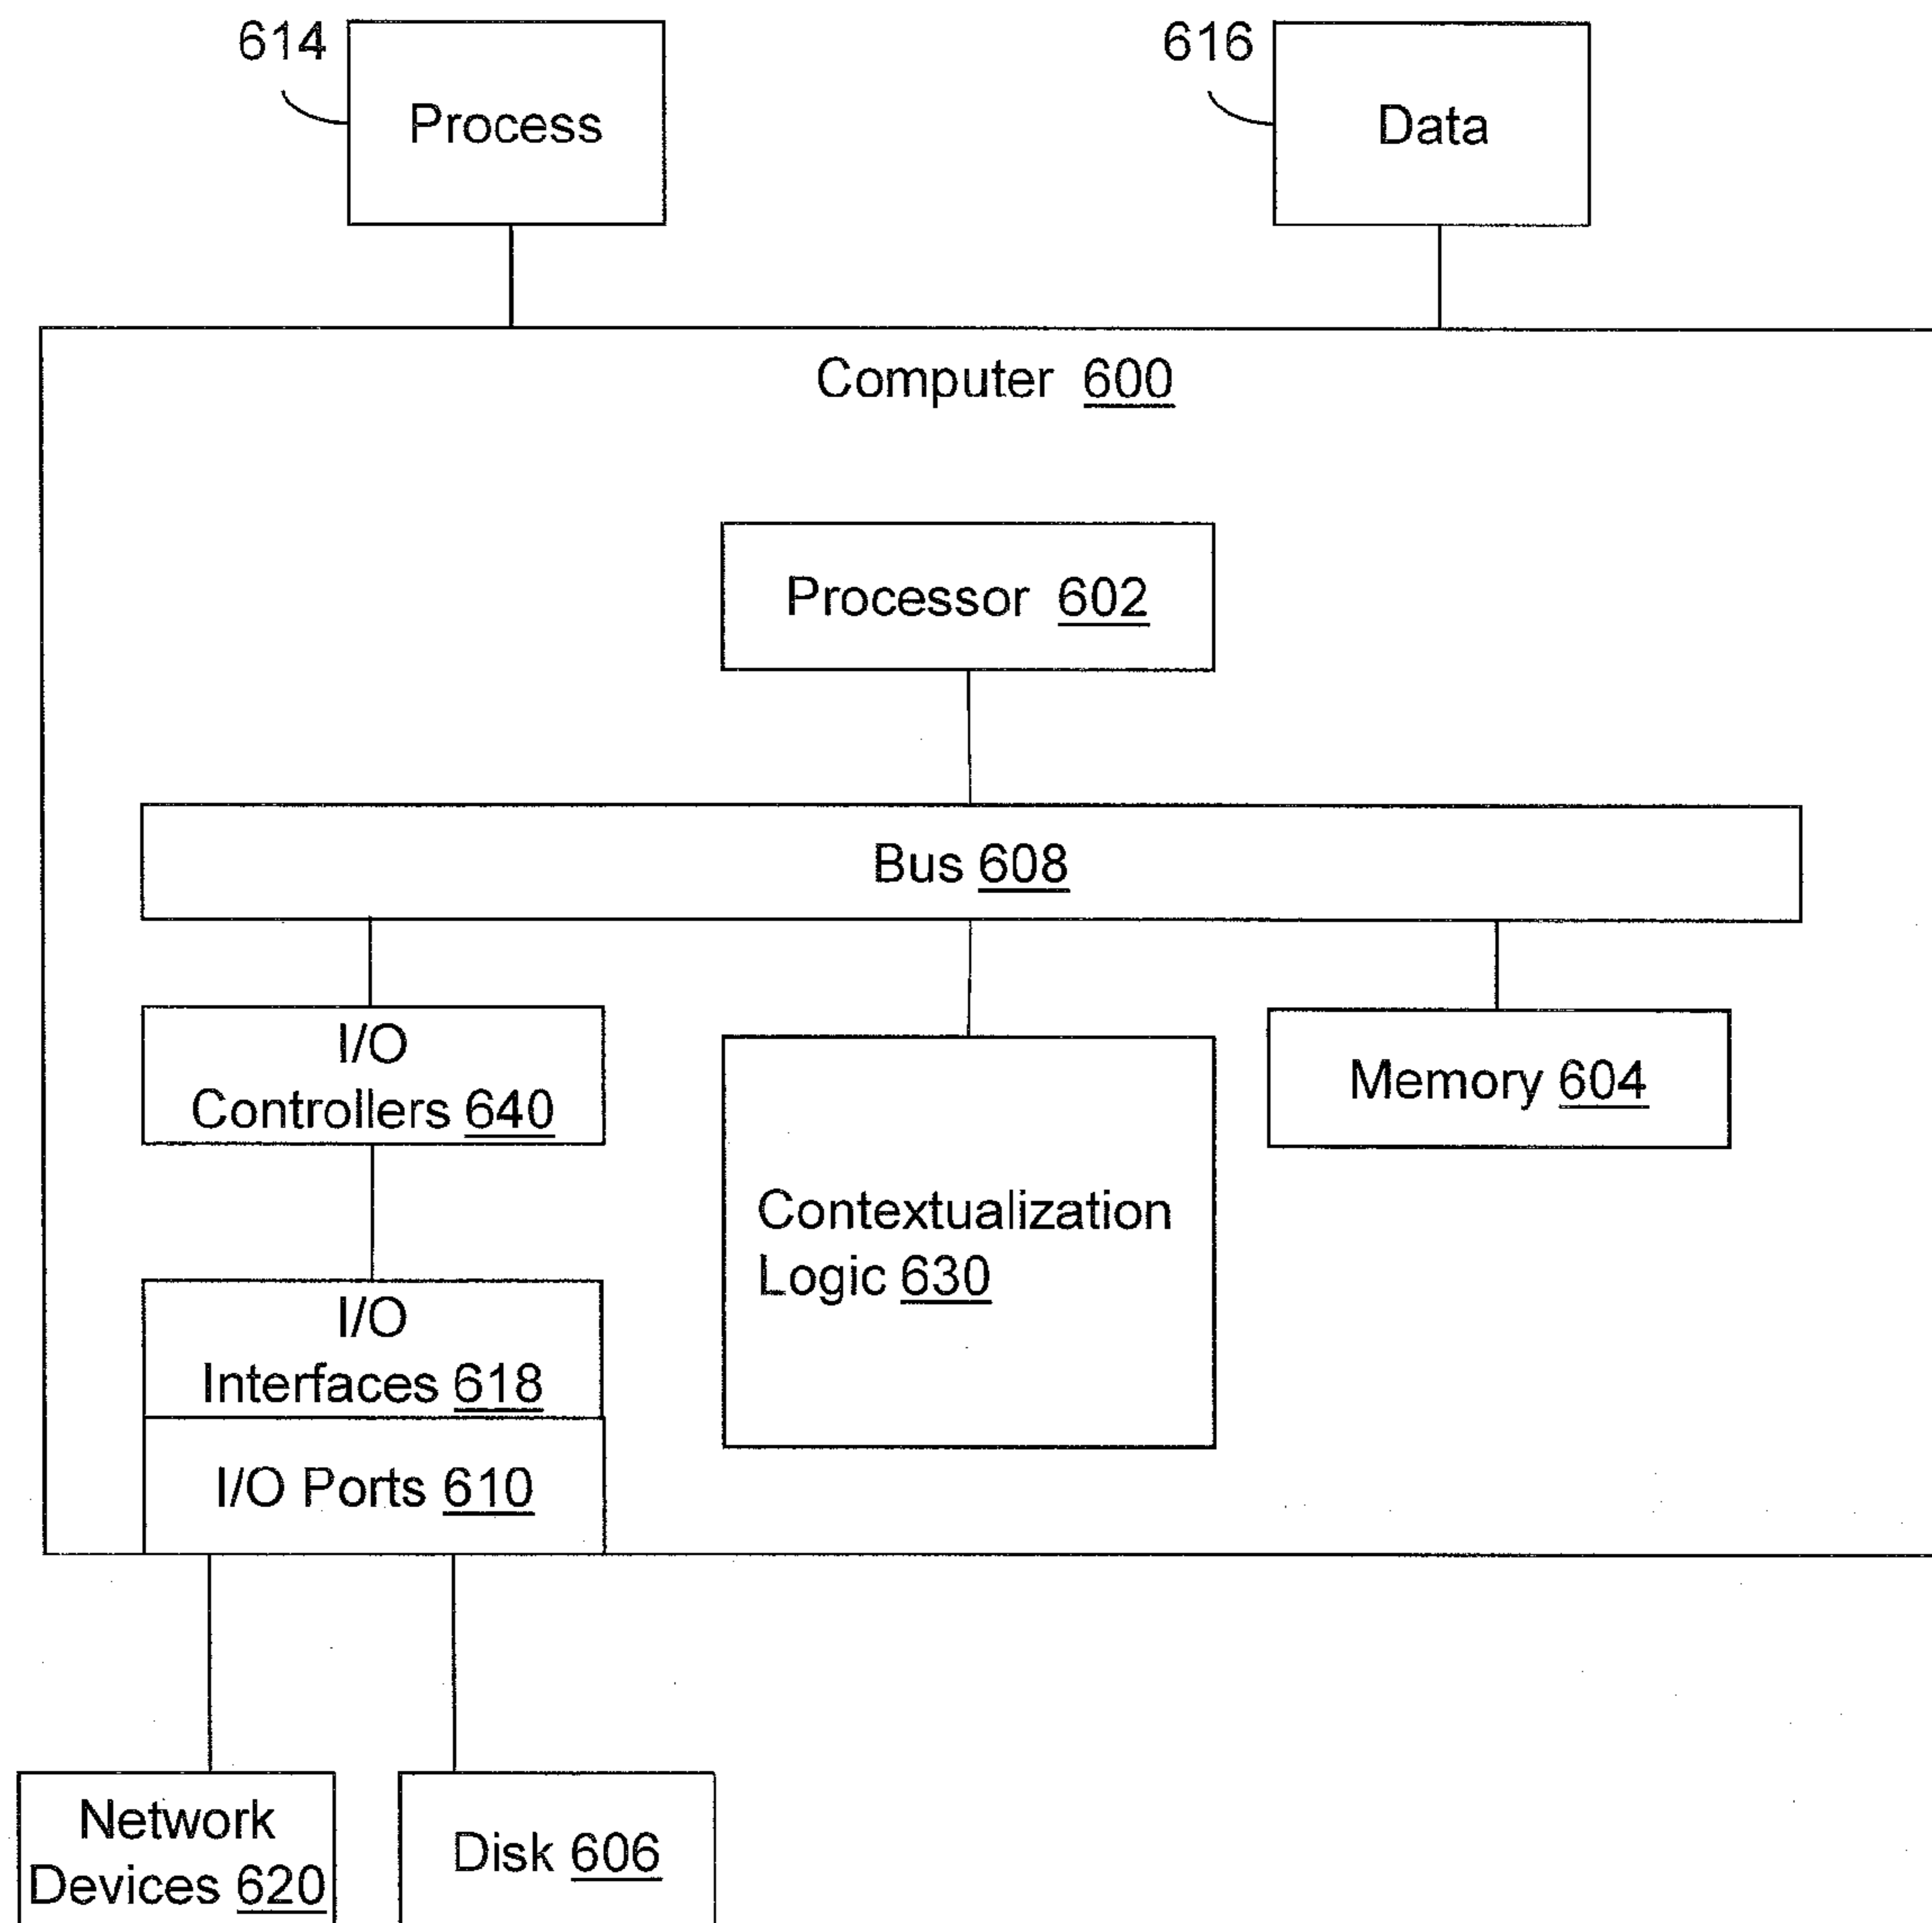 614
Process
616
Data
Computer 600
Processor 602
Bus 608
I/O
Controllers 640
Contextualization
Logic 630
Memory 604
I/O
Interfaces 618
I/O Ports 610
Network
Devices 620
Disk 606